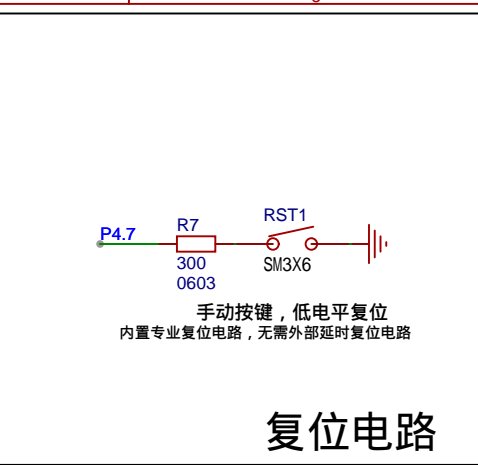 RST1
P4.7
R7
300
0603
SM3X6
手动按键，低电平复位
内置专业复位电路，无需外部延时复位电路
复位电路